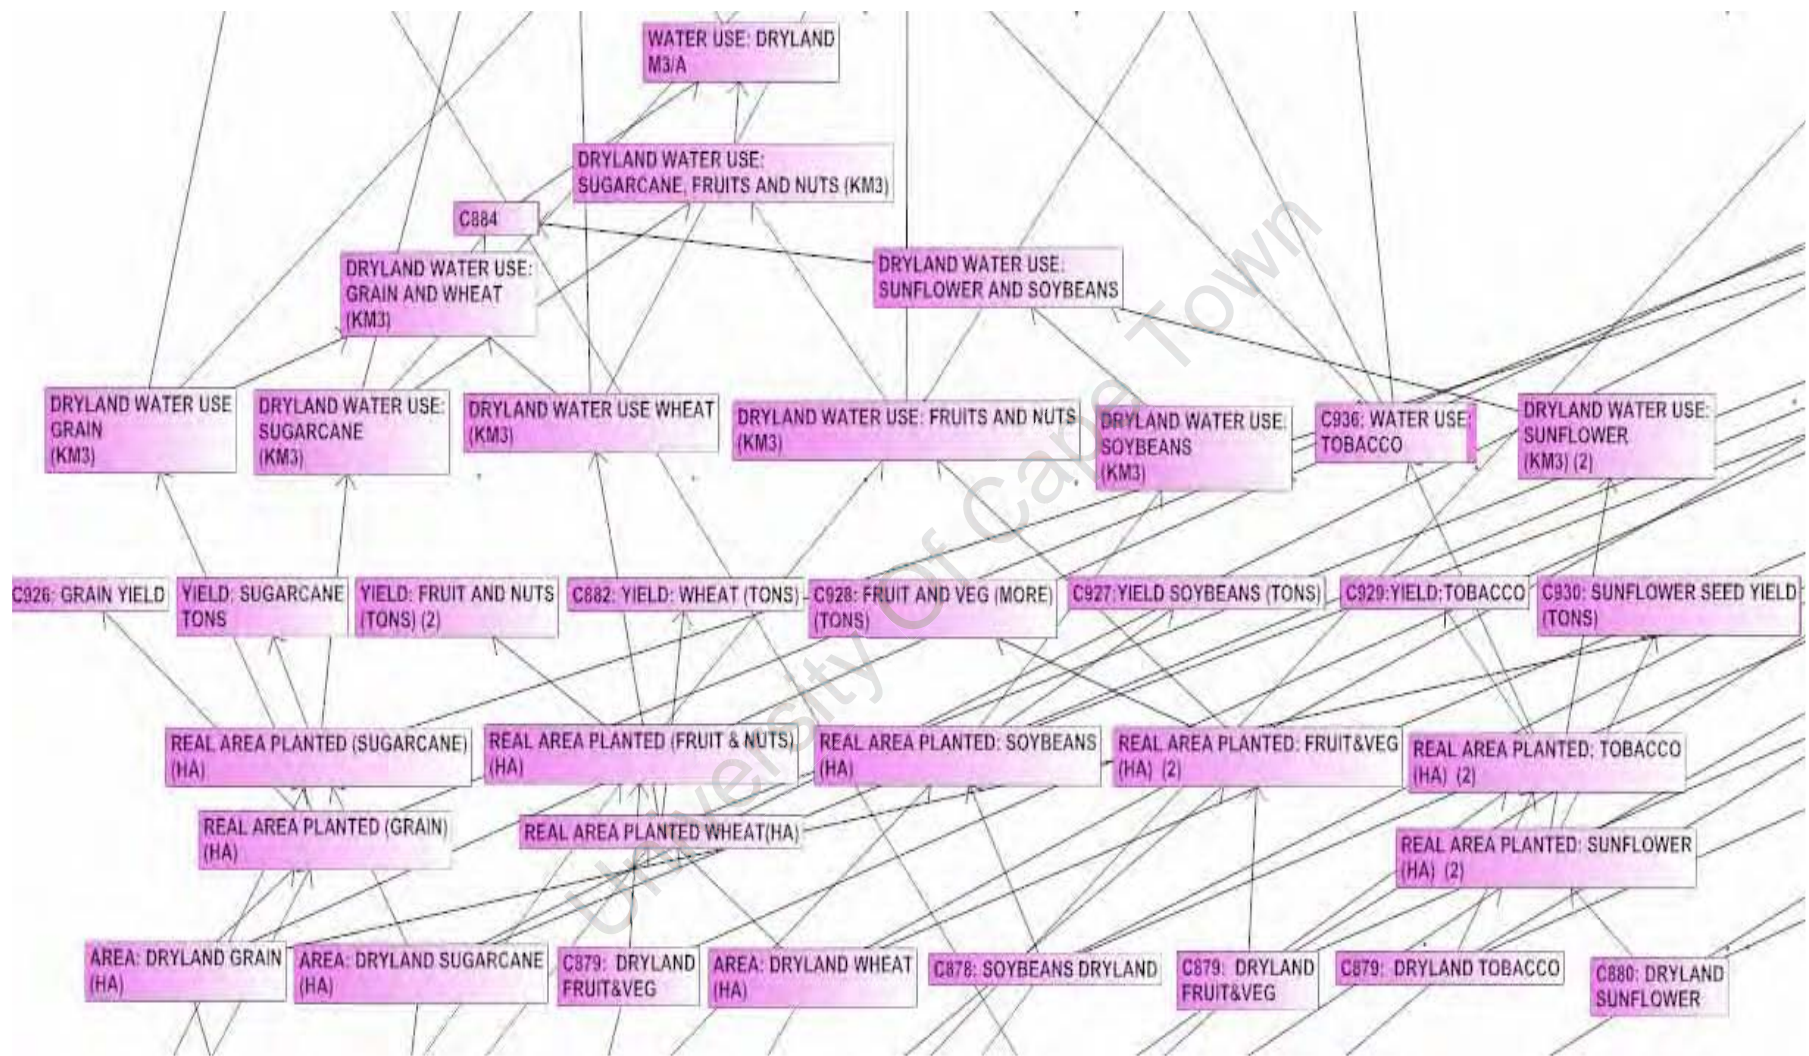 WATER USE: DRYLAND
M3/A
DRYLAND WATER USE:
SUGARCANE, FRUITS AND NUTS (KM3)
C884
DRYLAND WATER USE:
GRAIN AND WHEAT
(KM3)
DRYLAND WATER USE:
SUNFLOWER AND SOYBEANS
DRYLAND WATER USE
GRAIN
(KM3)
DRYLAND WATER USE:
SUGARCANE
(KM3)
DRYLAND WATER USE WHEAT
(KM3)
DRYLAND WATER USE: FRUITS AND NUTS
(KM3)
DRYLAND WATER USE:
SOYBEANS
(KM3)
C936: WATER USE:
TOBACCO
DRYLAND WATER USE:
SUNFLOWER
(KM3) (2)
C926: GRAIN YIELD
YIELD: SUGARCANE
TONS
YIELD: FRUIT AND NUTS
(TONS) (2)
C882: YIELD: WHEAT (TONS)
C928: FRUIT AND VEG (MORE)
(TONS)
C927:YIELD SOYBEANS (TONS)
C929:YIELD:TOBACCO
C930: SUNFLOWER SEED YIELD
(TONS)
REAL AREA PLANTED (SUGARCANE)
(HA)
REAL AREA PLANTED (FRUIT & NUTS)
(HA)
REAL AREA PLANTED: SOYBEANS
(HA)
REAL AREA PLANTED: FRUIT&VEG
(HA) (2)
REAL AREA PLANTED: TOBACCO
(HA) (2)
REAL AREA PLANTED (GRAIN)
(HA)
REAL AREA PLANTED WHEAT(HA)
REAL AREA PLANTED: SUNFLOWER
(HA) (2)
AREA: DRYLAND GRAIN
(HA)
AREA: DRYLAND SUGARCANE
(HA)
C879: DRYLAND
FRUIT&VEG
AREA: DRYLAND WHEAT
(HA)
C878: SOYBEANS DRYLAND
C879: DRYLAND
FRUIT&VEG
C879: DRYLAND TOBACCO
C880: DRYLAND
SUNFLOWER
University Of Cape Town